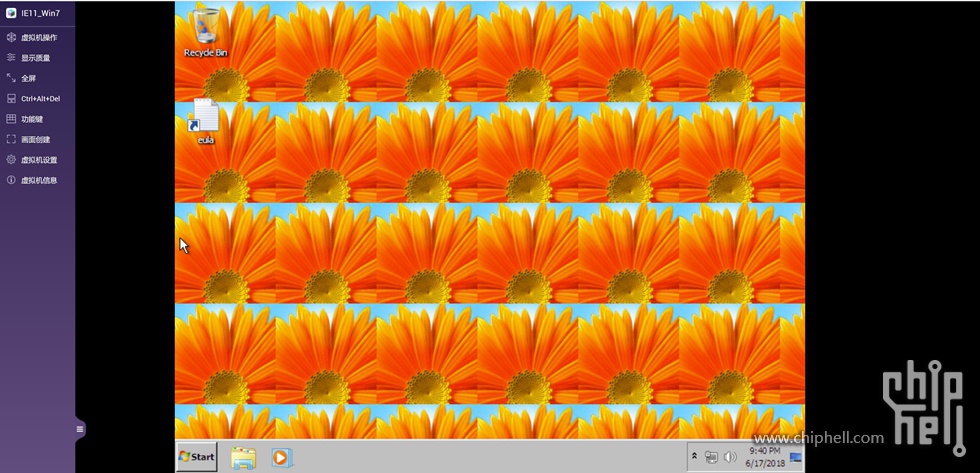 IE11_Win7
虚拟机操作
显示质量
全屏
Ctrl+Alt+Del
功能键
画面创建
虚拟机设置
虚拟机信息
Recycle Bin
eula
Start
9:40 PM
6/17/2018
www.chiphell.com
chip
hell